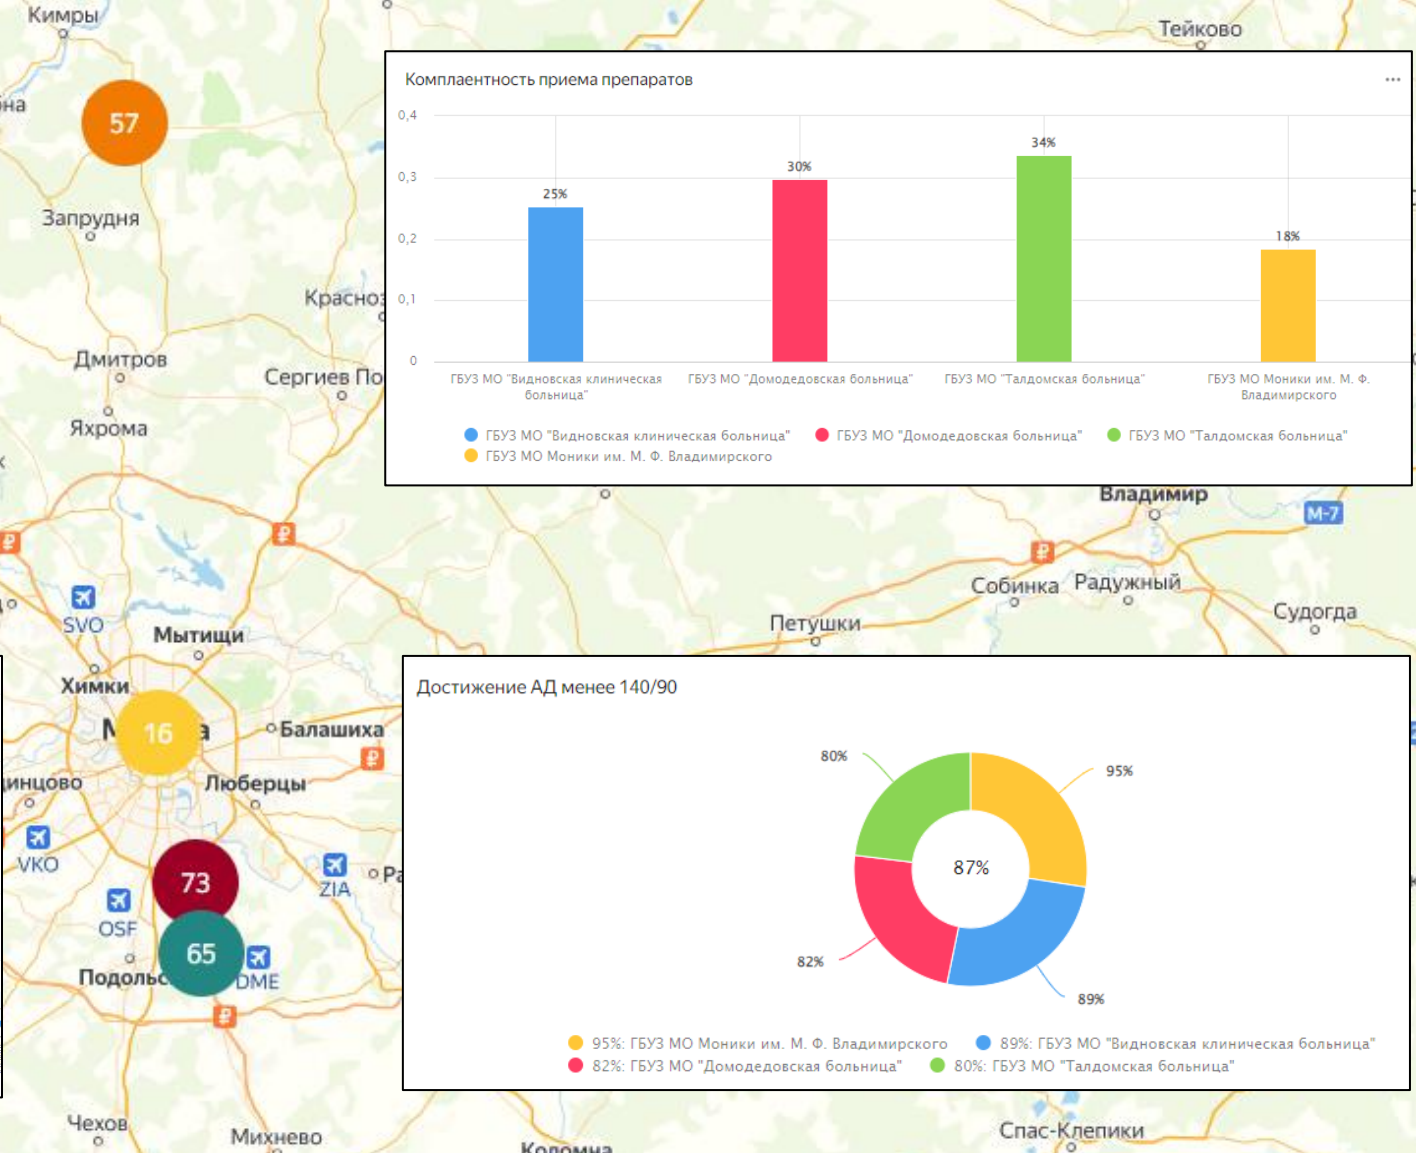 Кимры
Тейково
57
Запрудня
Дмитров
Сергиев По
Яхрома
Комплаентность приема препаратов
...
0,4
0,3
0,2
0,1
0
25%
30%
34%
18%
ГБУЗ МО "Видновская клиническая
больница"
ГБУЗ МО "Домодедовская больница"
ГБУЗ МО "Талдомская больница"
ГБУЗ МО Моники им. М. Ф.
Владимирского
ГБУЗ МО "Видновская клиническая больница" ГБУЗ МО "Домодедовская больница" ГБУЗ МО "Талдомская больница"
ГБУЗ МО Моники им. М. Ф. Владимирского
Владимир
М-7
Собинка
Радужный
Судогда
Петушки
SVO
Мытищи
Химки
16
Балашиха
динцово
Люберцы
VKO
73
ZIA
OSF
65
Подольс
DME
Чехов
Михнево
Коломна
Спас-Клепики
Достижение АД менее 140/90
80%
95%
87%
82%
89%
95%: ГБУЗ МО Моники им. М. Ф. Владимирского 89%: ГБУЗ МО "Видновская клиническая больница"
82%: ГБУЗ МО "Домодедовская больница" 80%: ГБУЗ МО "Талдомская больница"